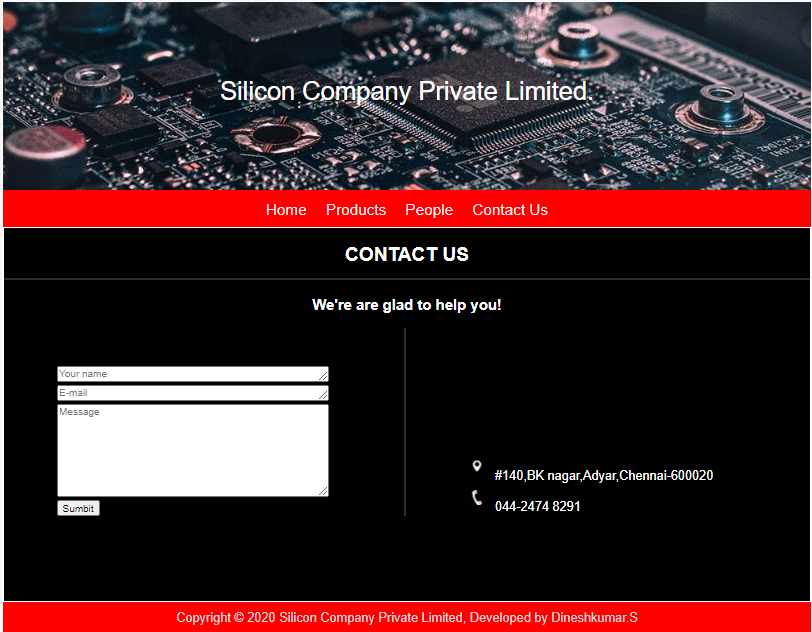 Silicon Company Private Limited.
Home Products People Contact Us
CONTACT US
We're are glad to help you!
Your name
E-mail
Message
Sumbit
#140,BK nagar,Adyar,Chennai-600020
044-2474 8291
Copyright © 2020 Silicon Company Private Limited, Developed by Dineshkumar.S